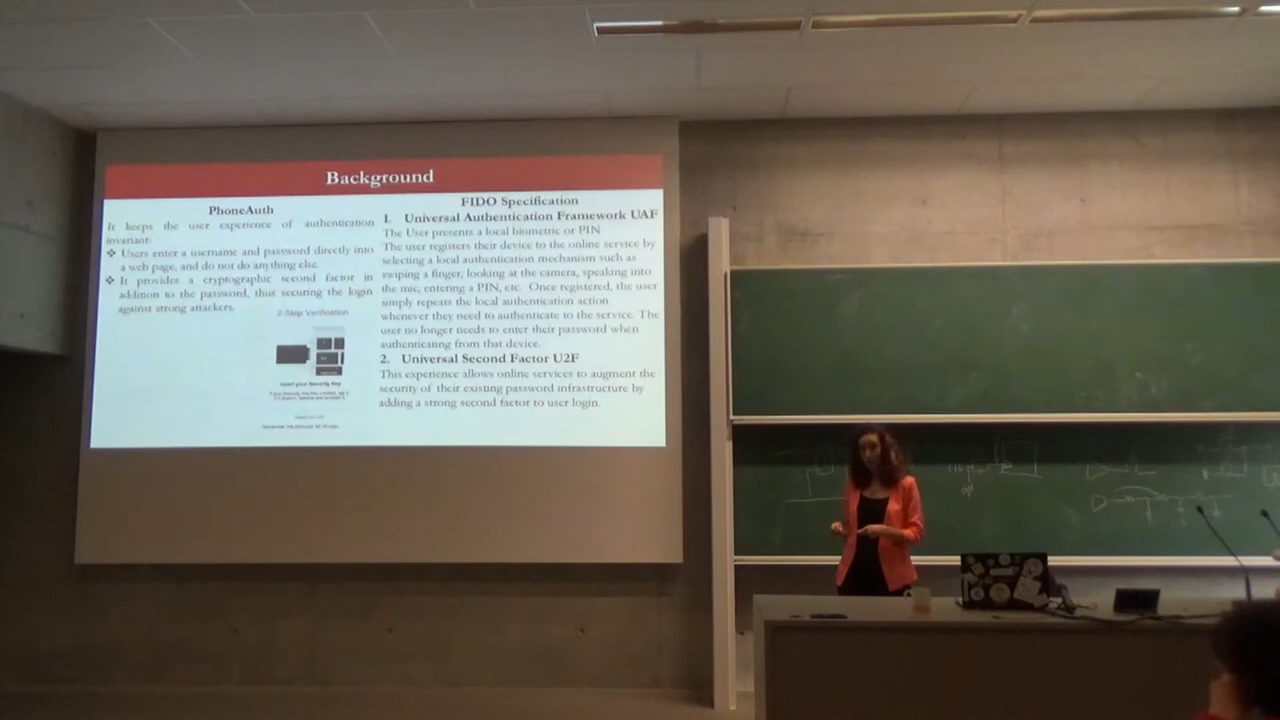 Background
PhoneAuth
It keeps the user experience of authentication
invariant:
❖ Users enter a username and password directly into
a web page, and do not do anything else.
❖ It provides a cryptographic second factor in
addition to the password, thus securing the login
against strong attackers.
2-Step Verification
Insert your Security Key
FIDO Specification
1. Universal Authentication Framework UAF
The User presents a local biometric or PIN
The user registers their device to the online service by
selecting a local authentication mechanism such as
swiping a finger, looking at the camera, speaking into
the mic, entering a PIN, etc. Once registered, the user
simply repeats the local authentication action
whenever they need to authenticate to the service. The
user no longer needs to enter their password when
authenticating from that device.
2. Universal Second Factor U2F
This experience allows online services to augment the
security of their existing password infrastructure by
adding a strong second factor to user login.